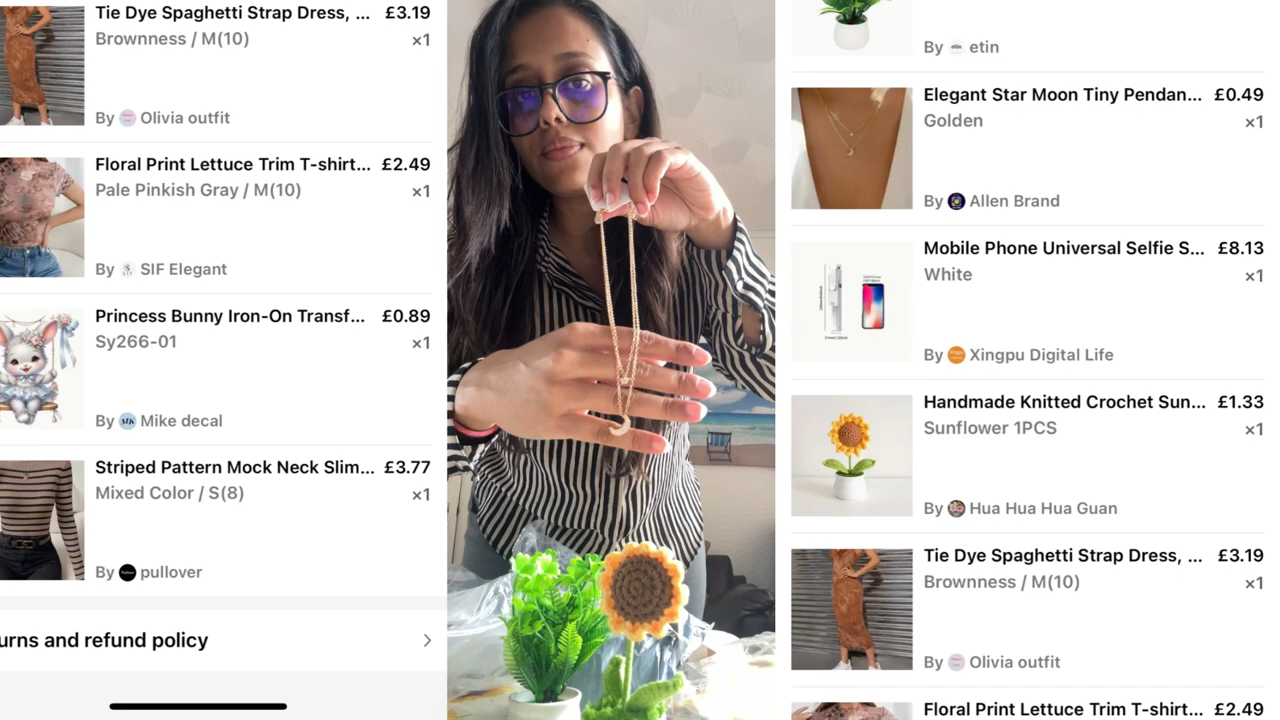 Tie Dye Spaghetti Strap Dress, ... £3.19
Brownness / M(10) ×1
By Olivia outfit
Floral Print Lettuce Trim T-shirt... £2.49
Pale Pinkish Gray / M(10) ×1
By SIF Elegant
Princess Bunny Iron-On Transf... £0.89
Sy266-01 ×1
By Mike decal
Striped Pattern Mock Neck Slim... £3.77
Mixed Color / S(8) ×1
By pullover
urns and refund policy
By etin
Elegant Star Moon Tiny Pendan... £0.49
Golden ×1
By Allen Brand
Mobile Phone Universal Selfie S... £8.13
White ×1
By Xingpu Digital Life
Handmade Knitted Crochet Sun... £1.33
Sunflower 1PCS ×1
By Hua Hua Hua Guan
Tie Dye Spaghetti Strap Dress, ... £3.19
Brownness / M(10) ×1
By Olivia outfit
Floral Print Lettuce Trim T-shirt... £2.49